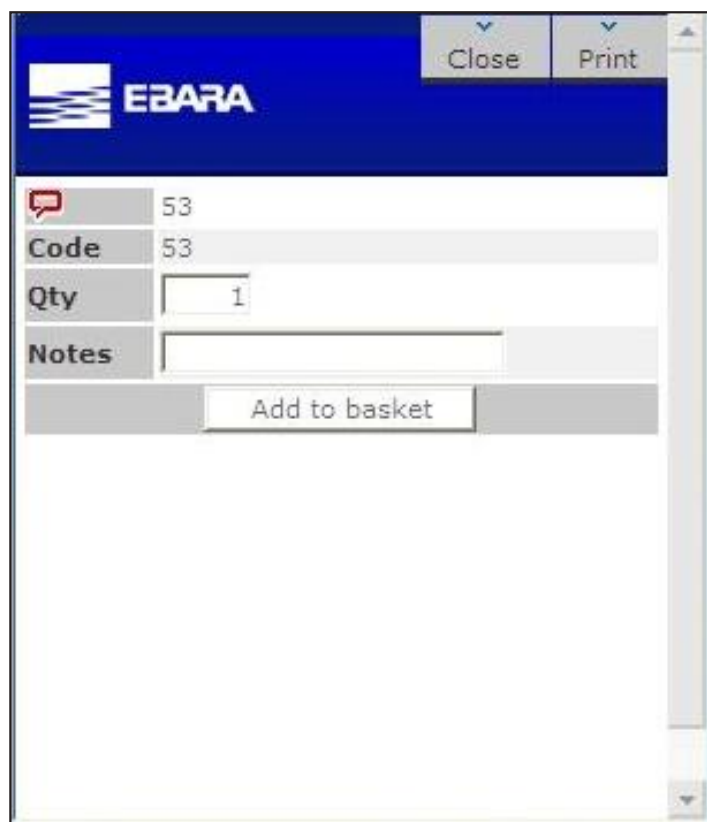 Close Print
EBARA
53
Code 53
Qty 1
Notes
Add to basket